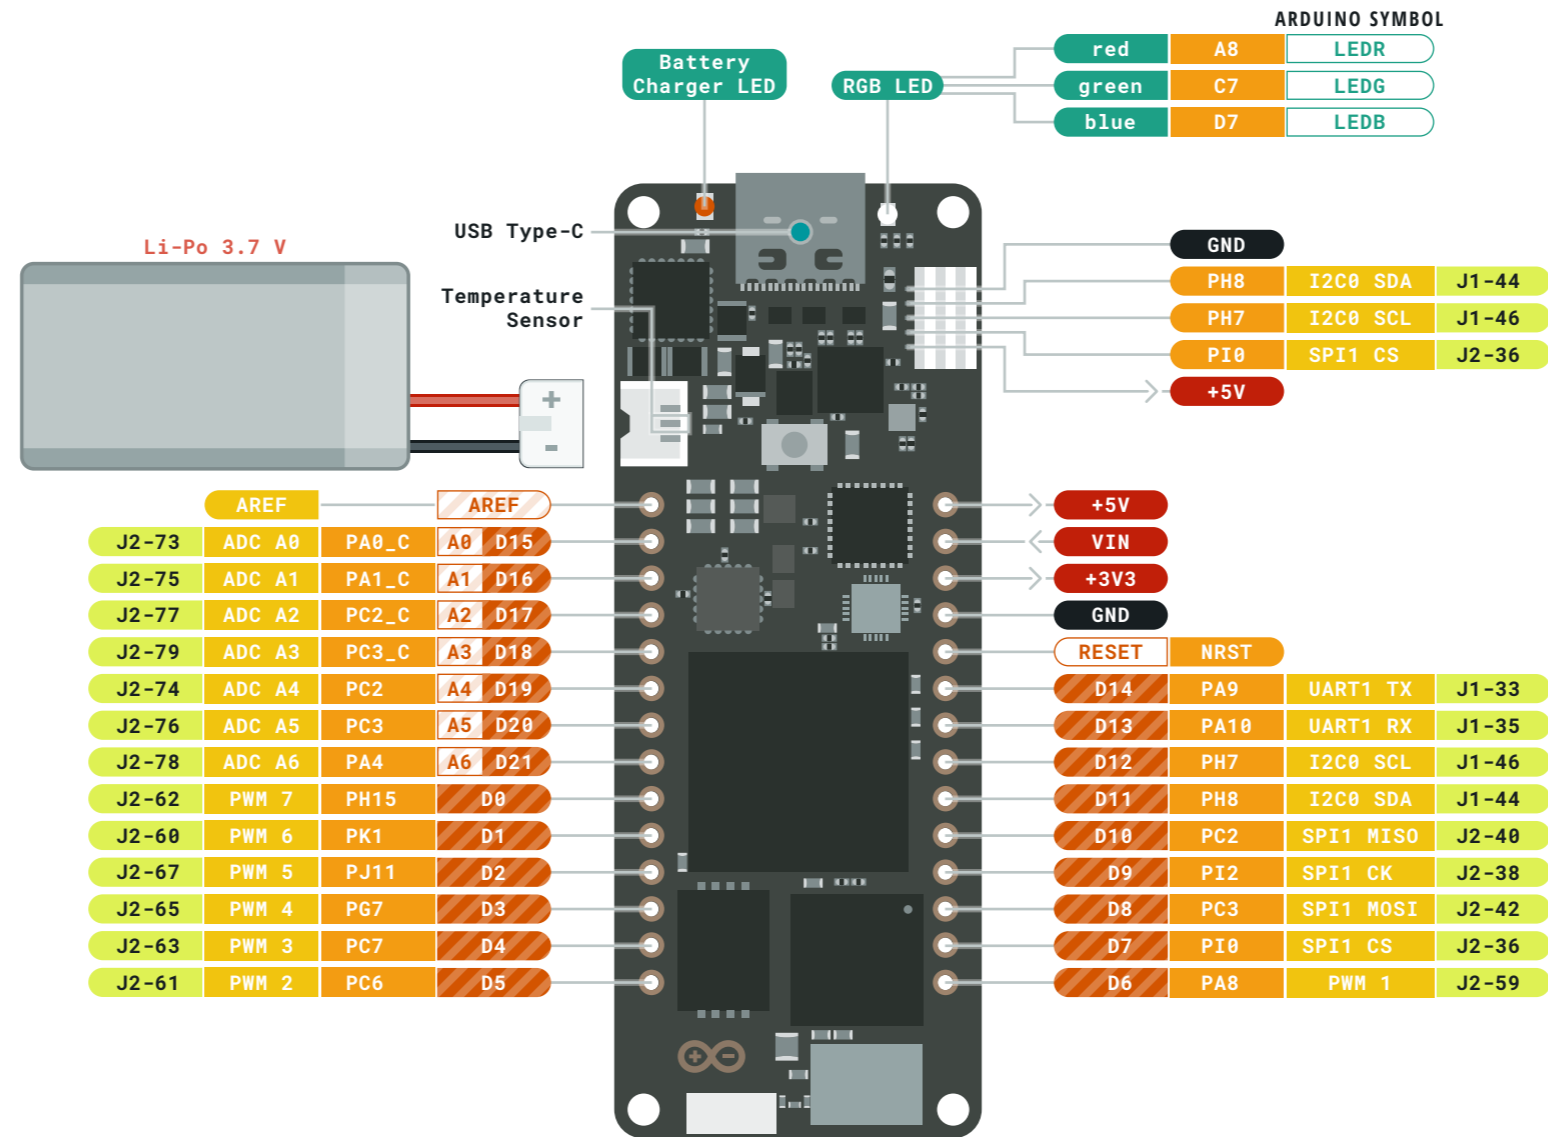 ARDUINO SYMBOL
Battery
Charger LED
RGB LED
red A8 LEDR
green C7 LEDG
blue D7 LEDB
USB Type-C
Li-Po 3.7 V
Temperature
Sensor
GND
PH8 I2C0 SDA J1-44
PH7 I2C0 SCL J1-46
PI0 SPI1 CS J2-36
+5V
+
-
AREF AREF
J2-73 ADC A0 PA0_C A0 D15
J2-75 ADC A1 PA1_C A1 D16
J2-77 ADC A2 PC2_C A2 D17
J2-79 ADC A3 PC3_C A3 D18
J2-74 ADC A4 PC2 A4 D19
J2-76 ADC A5 PC3 A5 D20
J2-78 ADC A6 PA4 A6 D21
J2-62 PWM 7 PH15 D0
J2-60 PWM 6 PK1 D1
J2-67 PWM 5 PJ11 D2
J2-65 PWM 4 PG7 D3
J2-63 PWM 3 PC7 D4
J2-61 PWM 2 PC6 D5
+5V
VIN
+3V3
GND
RESET NRST
D14 PA9 UART1 TX J1-33
D13 PA10 UART1 RX J1-35
D12 PH7 I2C0 SCL J1-46
D11 PH8 I2C0 SDA J1-44
D10 PC2 SPI1 MISO J2-40
D9 PI2 SPI1 CK J2-38
D8 PC3 SPI1 MOSI J2-42
D7 PI0 SPI1 CS J2-36
D6 PA8 PWM 1 J2-59